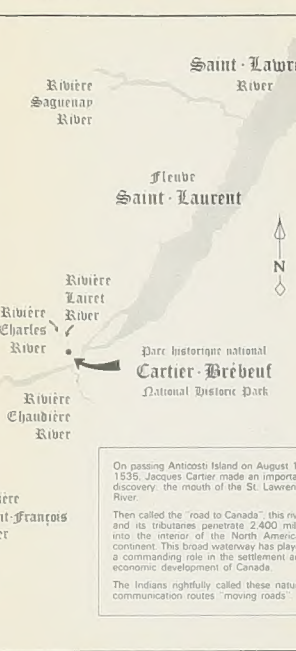 Saint-Lawr
River
Rivière
Saguenay
River
Fleuve
Saint-Laurent
N
Rivière
Lairet
River
Rivière
Charles
River
Parc historique national
Cartier-Brébeuf
National Historic Park
Rivière
Chaudière
River
ière
nt-François
er
On passing Anticosti Island on August 1
1535, Jacques Cartier made an importa
discovery: the mouth of the St. Lawren
River.
Then called the "road to Canada", this riv
and its tributaries penetrate 2,400 mil
into the interior of the North Americ
continent. This broad waterway has play
a commanding role in the settlement a
economic development of Canada.
The Indians rightfully called these natu
communication routes "moving roads".